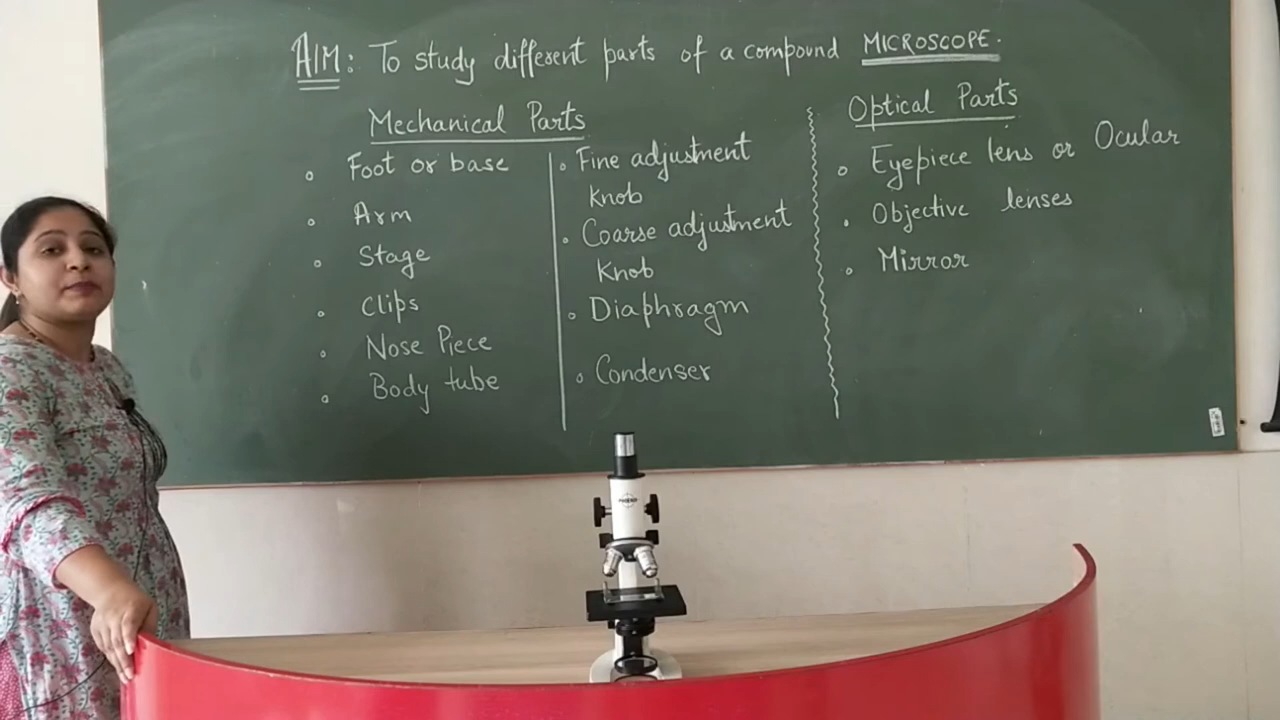 AIM: To study different parts of a compound MICROSCOPE.
Mechanical Parts
Foot or base
Arm
Stage
Clips
Nose Piece
Body tube
Fine adjustment
Knob
Coarse adjustment
Knob
Diaphragm
Condenser
Optical Parts
Eyepiece lens or Ocular
Objective lenses
Mirror